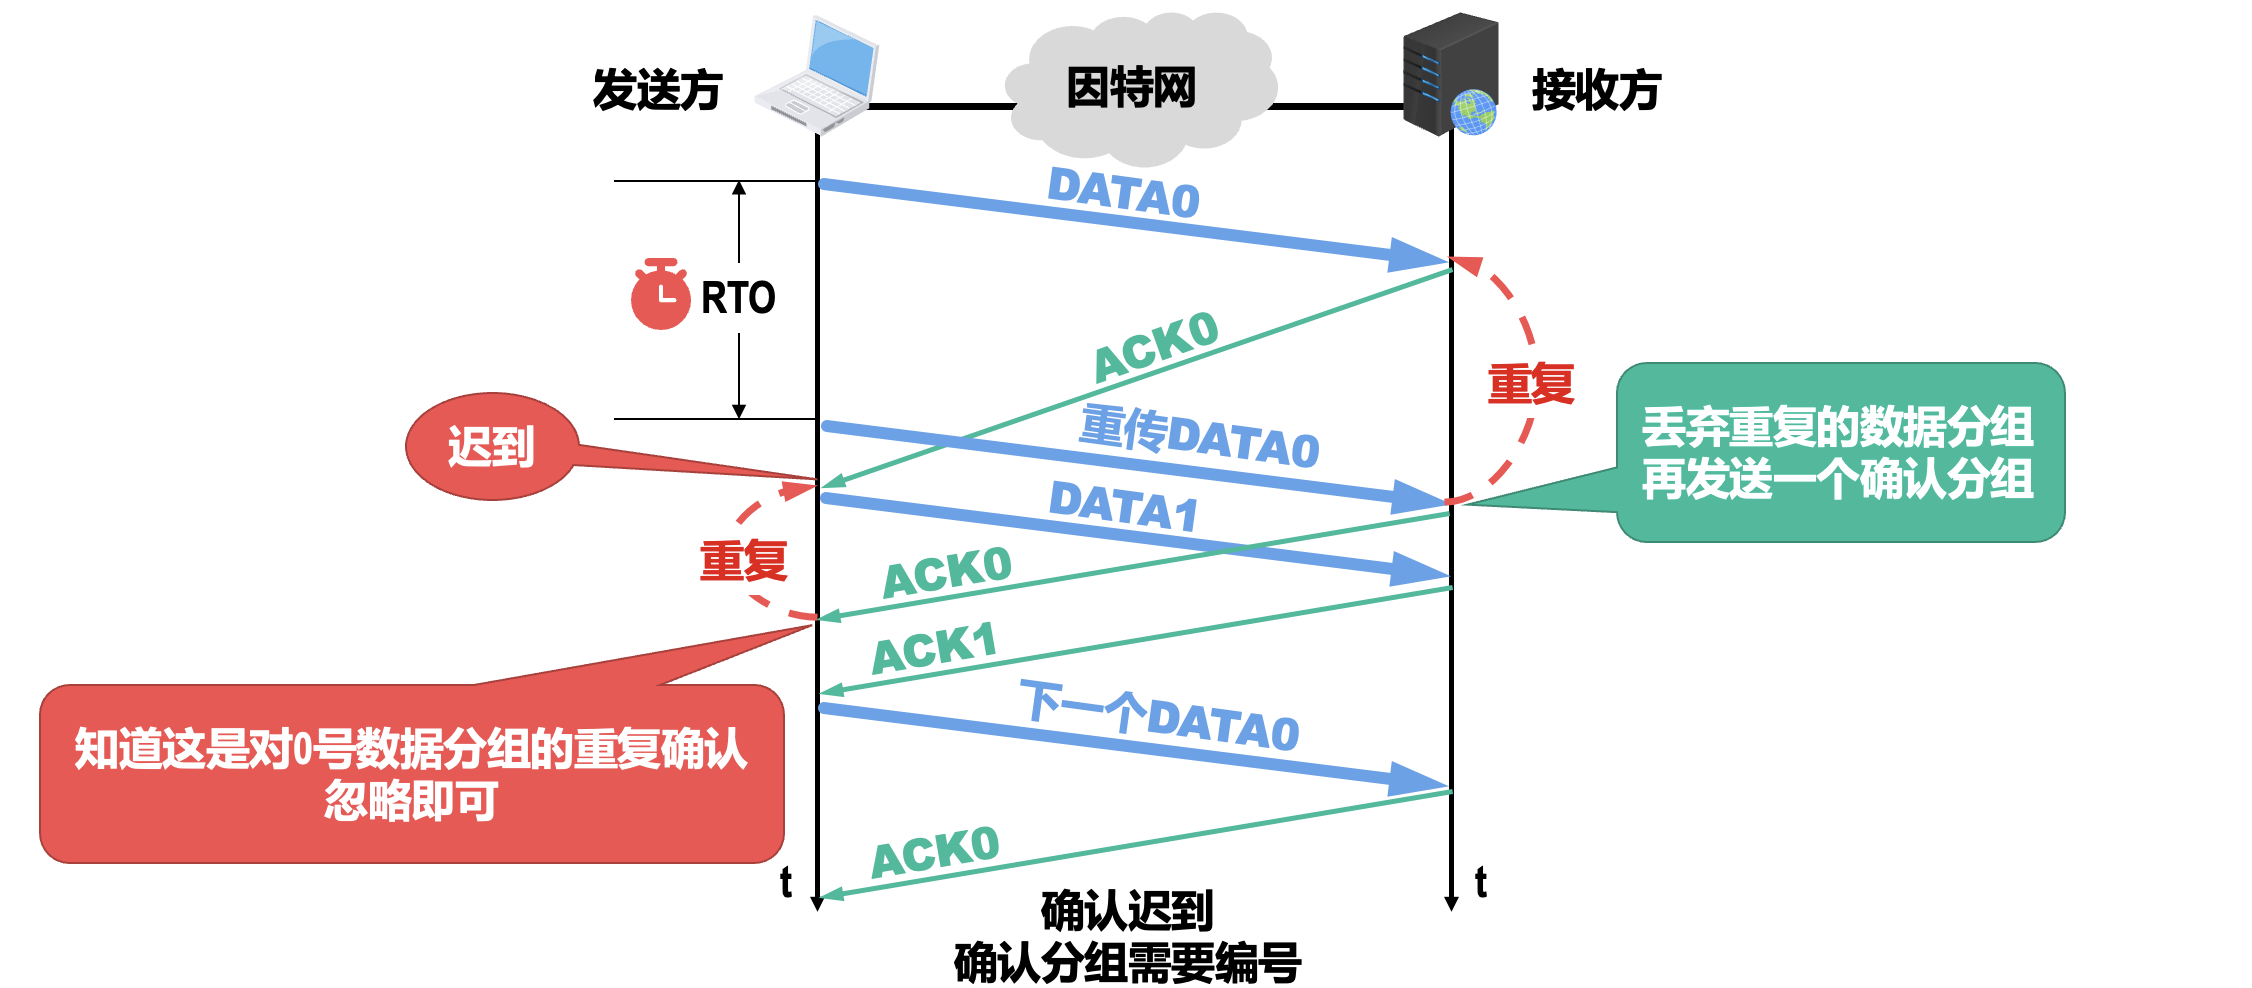 发送方
因特网
接收方
DATA0
RTO
ACK0
重复
迟到
重传DATA0
丢弃重复的数据分组
再发送一个确认分组
DATA1
重复
ACK0
ACK1
下一个DATA0
知道这是对0号数据分组的重复确认
忽略即可
ACK0
t
t
确认迟到
确认分组需要编号